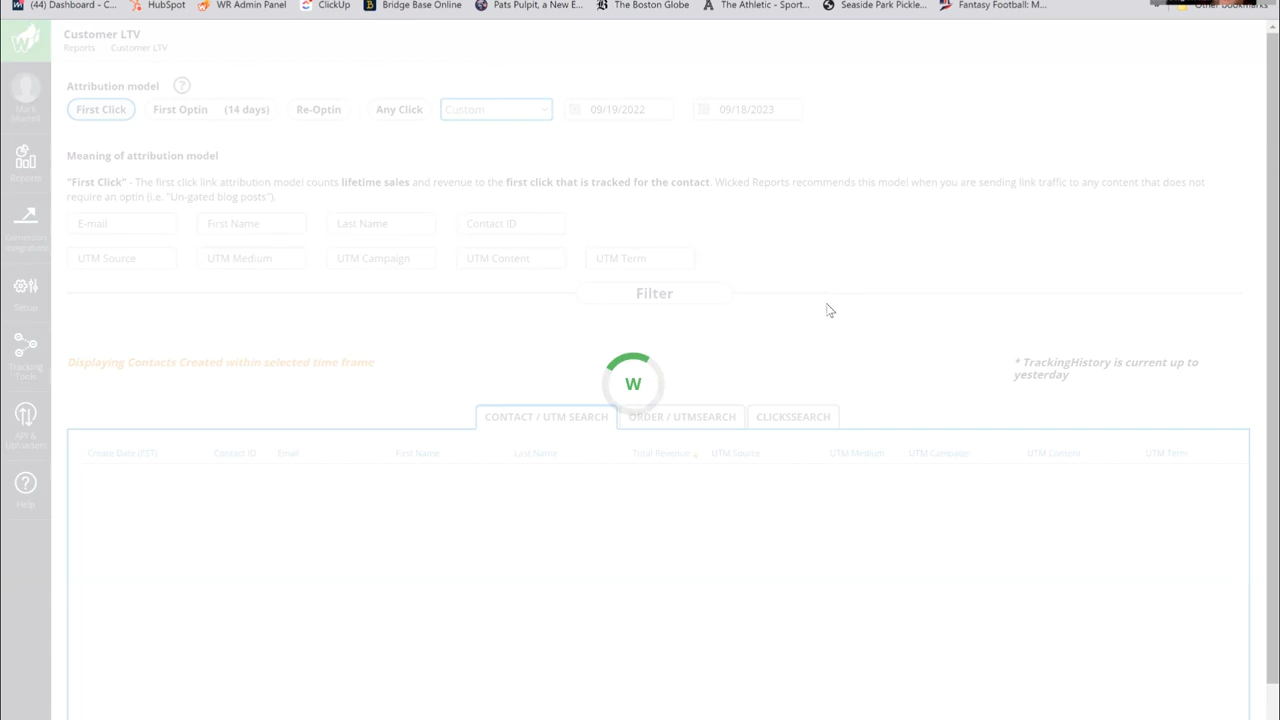 (44) Dashboard - C... HubSpot WR Admin Panel ClickUp Bridge Base Online Pats Pulpit, a New E... The Boston Globe The Athletic - Sport... Seaside Park Pickle... Fantasy Football: M... Other bookmarks
Customer LTV
Reports Customer LTV
Attribution model ?
First Click First Optin (14 days) Re-Optin Any Click Custom 09/19/2022 09/18/2023
Meaning of attribution model
"First Click" - The first click link attribution model counts lifetime sales and revenue to the first click that is tracked for the contact. Wicked Reports recommends this model when you are sending link traffic to any content that does not
require an optin (i.e. "Un-gated blog posts").
E-mail First Name Last Name Contact ID
UTM Source UTM Medium UTM Campaign UTM Content UTM Term
Filter
Displaying Contacts Created within selected time frame
* TrackingHistory is current up to
yesterday
W
CONTACT / UTM SEARCH ORDER / UTMSEARCH CLICKSSEARCH
Create Date (EST) Contact ID Email First Name Last Name Total Revenue UTM Source UTM Medium UTM Campaign UTM Content UTM Term
Mark
Reports
Connection
Integrations
Setup
Tracking
Tools
API &
Uploaders
Help